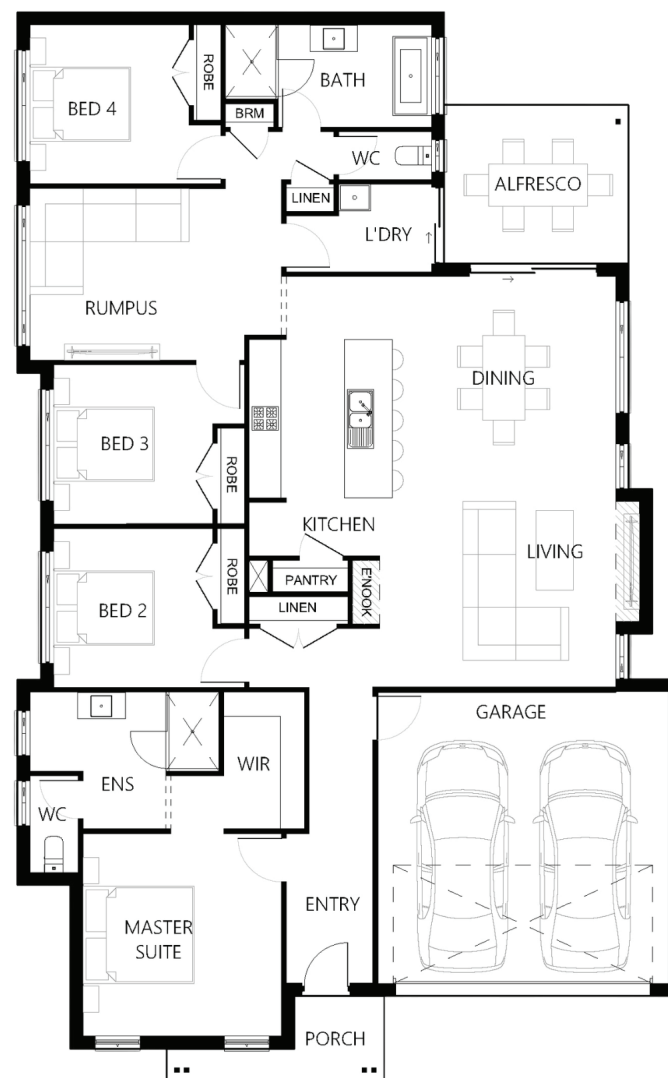 BED 4
ROBE
BATH
BRM
WC
ALFRESCO
LINEN
L'DRY
RUMPUS
DINING
BED 3
ROBE
KITCHEN
LIVING
PANTRY
E'NOOK
ROBE
BED 2
LINEN
GARAGE
WIR
ENS
WC
ENTRY
MASTER
SUITE
PORCH